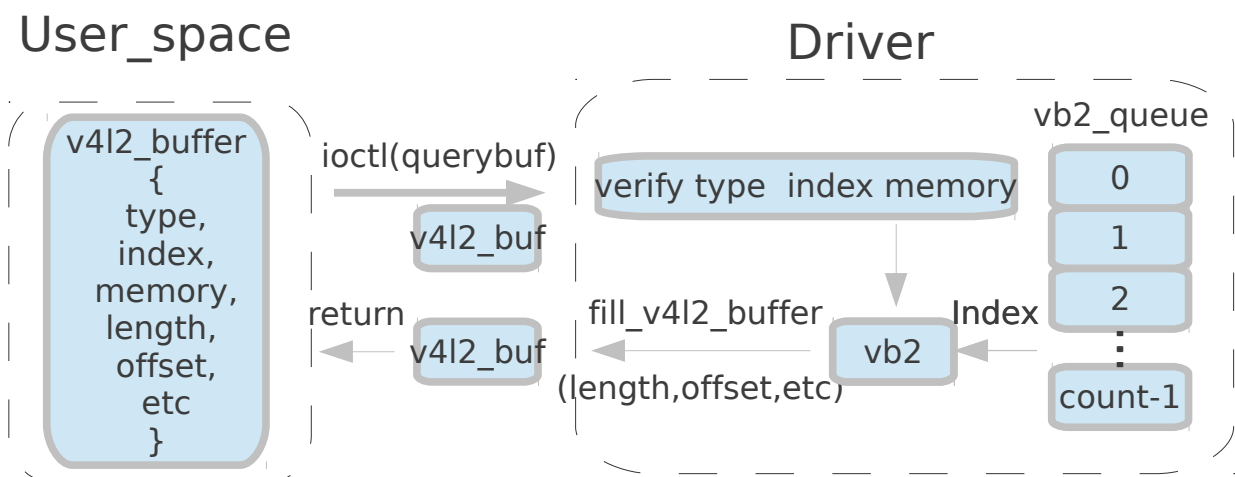 User_space
Driver
v4l2_buffer
{
type,
index,
memory,
length,
offset,
etc
}
ioctl(querybuf)
v4l2_buf
return
v4l2_buf
verify type index memory
fill_v4l2_buffer
(length,offset,etc)
vb2
Index
vb2_queue
0
1
2
count-1